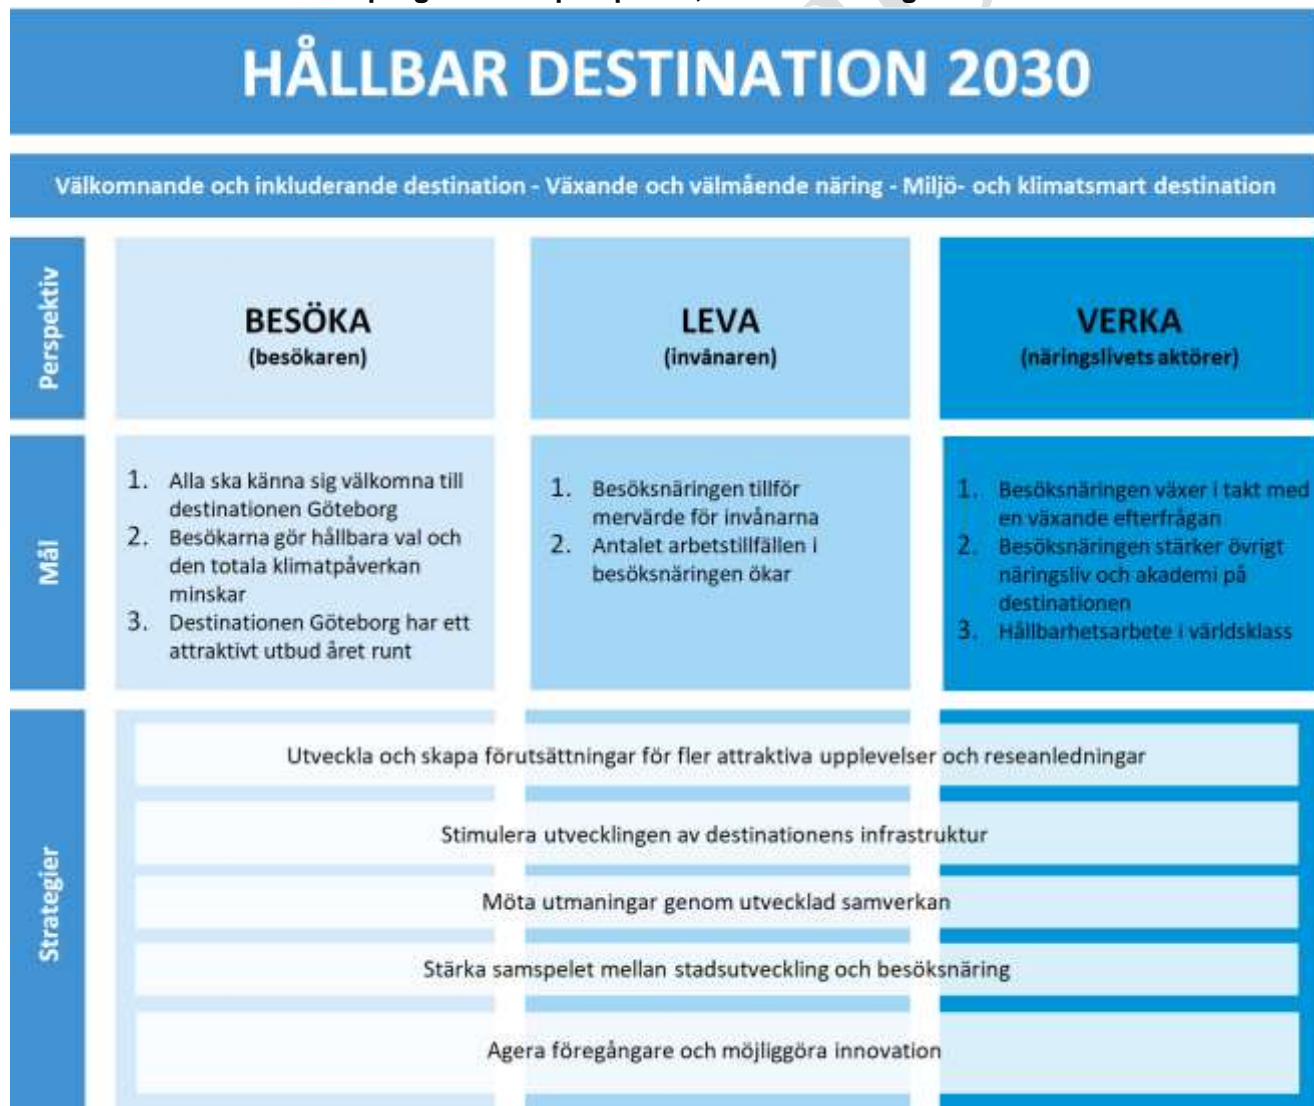 HÅLLBAR DESTINATION 2030
Välkomnande och inkluderande destination - Växande och välmående näring - Miljö- och klimatsmart destination
Perspektiv
BESÖKA
(besökaren)
LEVA
(invånaren)
VERKA
(näringslivets aktörer)
Mål
1. Alla ska känna sig välkomna till
destinationen Göteborg
2. Besökarna gör hållbara val och
den totala klimatpåverkan
minskar
3. Destinationen Göteborg har ett
attraktivt utbud året runt
1. Besöksnäringen tillför
mervärde för invånarna
2. Antalet arbetstillfällen i
besöksnäringen ökar
1. Besöksnäringen växer i takt med
en växande efterfrågan
2. Besöksnäringen stärker övrigt
näringsliv och akademi på
destinationen
3. Hållbarhetsarbete i världsklass
Strategier
Utveckla och skapa förutsättningar för fler attraktiva upplevelser och reseanledningar
Stimulera utvecklingen av destinationens infrastruktur
Möta utmaningar genom utvecklad samverkan
Stärka samspelet mellan stadsutveckling och besöksnäring
Agera föregångare och möjliggöra innovation